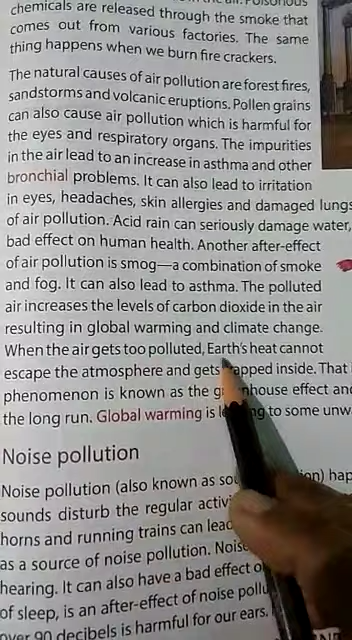 chemicals are released through the smoke that
comes out from various factories. The same
thing happens when we burn fire crackers.
The natural causes of air pollution are forest fires,
sandstorms and volcanic eruptions. Pollen grains
can also cause air pollution which is harmful for
the eyes and respiratory organs. The impurities
in the air lead to an increase in asthma and other
bronchial problems. It can also lead to irritation
in eyes, headaches, skin allergies and damaged lungs
of air pollution. Acid rain can seriously damage water,
bad effect on human health. Another after-effect
of air pollution is smog—a combination of smoke
and fog. It can also lead to asthma. The polluted
air increases the levels of carbon dioxide in the air
resulting in global warming and climate change.
When the air gets too polluted, Earth's heat cannot
escape the atmosphere and gets trapped inside. That
phenomenon is known as the greenhouse effect and
the long run. Global warming is to some
Noise pollution
Noise pollution (also known as hap
sounds disturb the regular
horns and running trains can lead
as a source of noise pollution. Noise
hearing. It can also have a bad effect
of sleep, is an after-effect of noise
over 90 decibels is harmful for our ears.